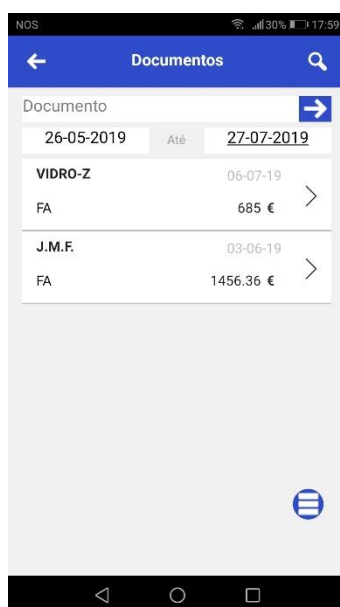 NOS 30% 17:59
Documentos
Documento
26-05-2019 Até 27-07-2019
VIDRO-Z 06-07-19
FA 685 €
J.M.F. 03-06-19
FA 1456.36 €